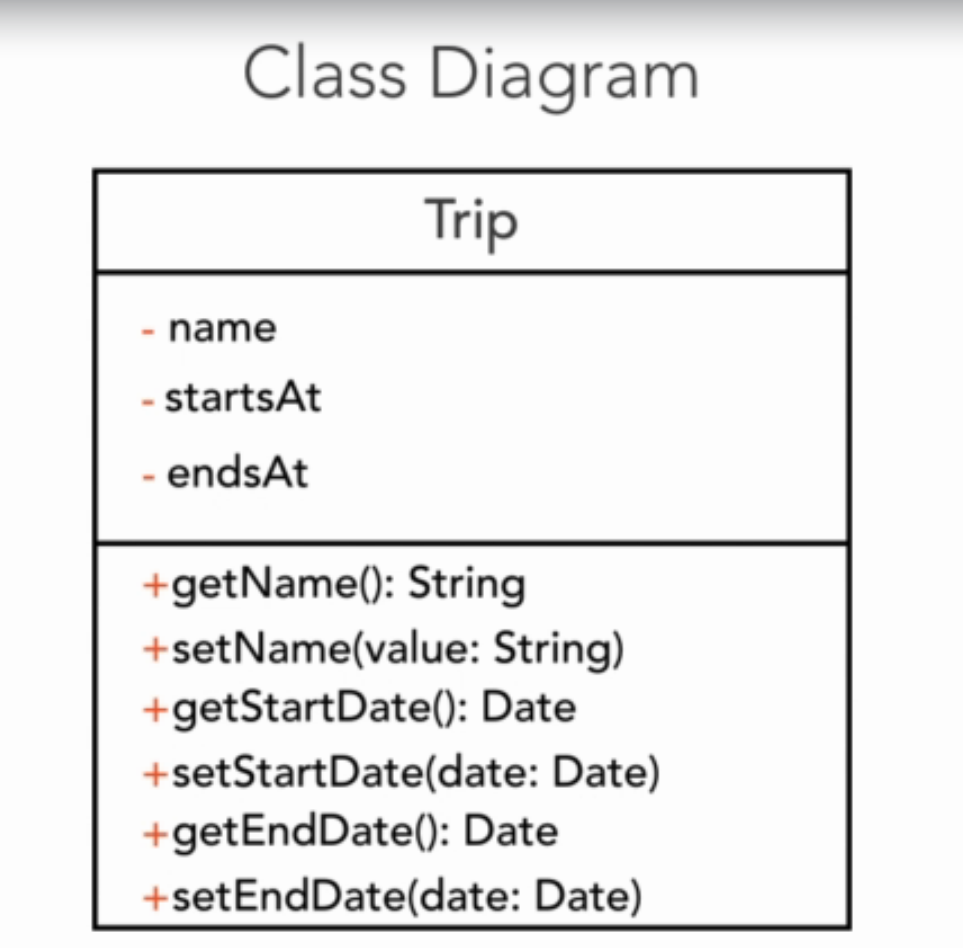 Class Diagram
Trip
- name
- startsAt
- endsAt
+getName(): String
+setName(value: String)
+getStartDate(): Date
+setStartDate(date: Date)
+getEndDate(): Date
+setEndDate(date: Date)